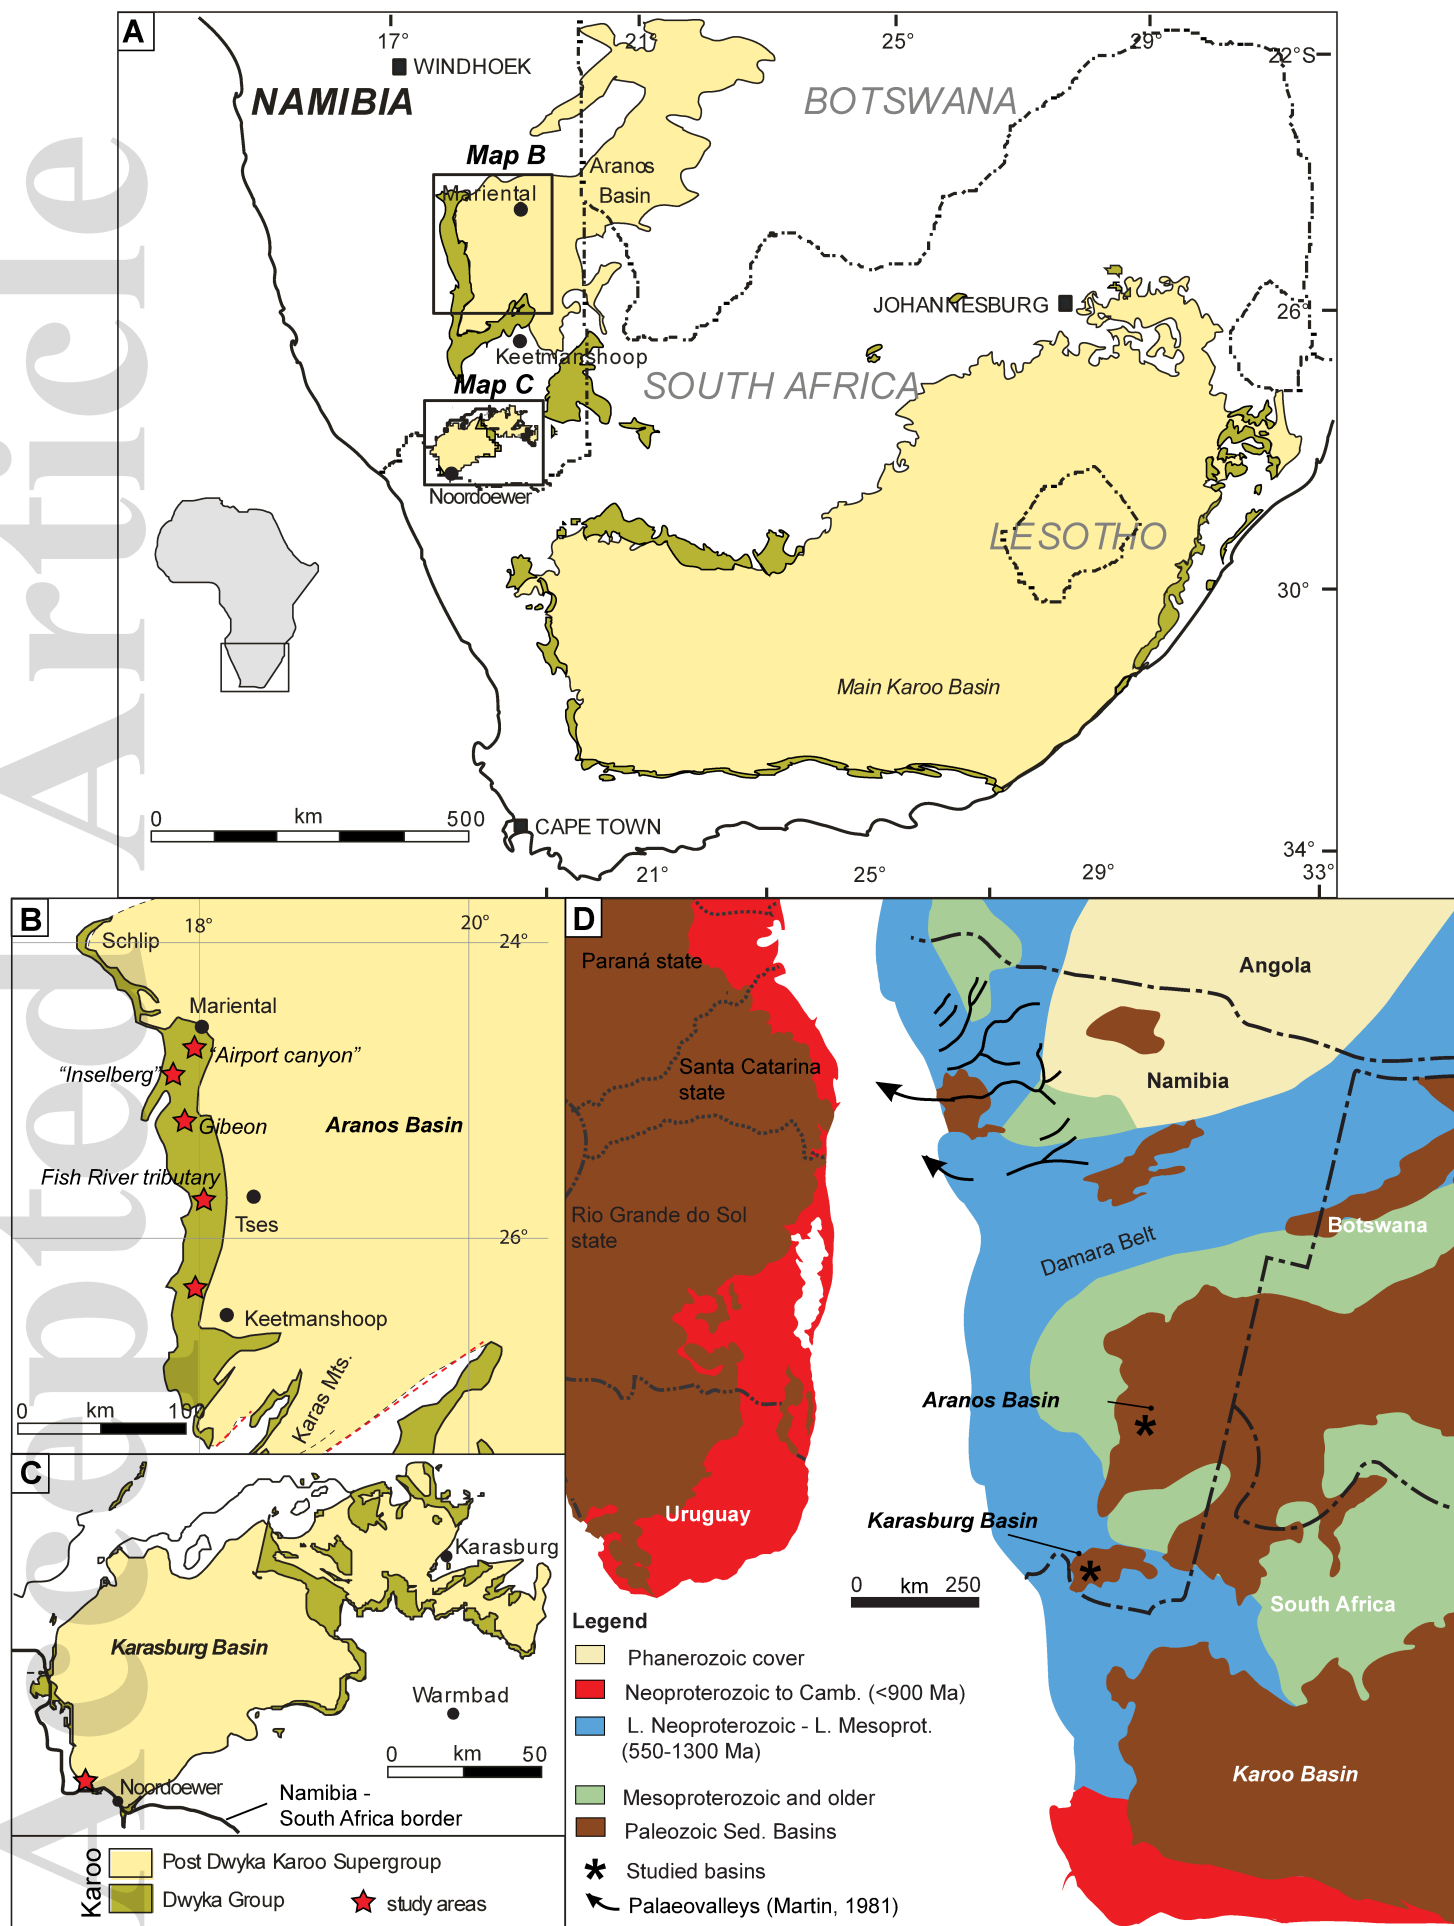 Accepted Article
A
17°
21°
25°
29°
22°S
WINDHOEK
NAMIBIA
BOTSWANA
Map B
Aranos
Basin
Mariental
JOHANNESBURG
26°
Keetmanshoop
Map C
SOUTH AFRICA
Noordoewer
LESOTHO
30°
Main Karoo Basin
0 km 500
CAPE TOWN
34°
21°
25°
29°
33°
B
18°
20°
24°
Schlip
Mariental
"Airport canyon"
"Inselberg"
Gibeon
Aranos Basin
Fish River tributary
Tses
26°
Keetmanshoop
Karas Mts.
0 km 100
C
Karasburg
Karasburg Basin
Warmbad
0 km 50
Noordoewer
Namibia -
South Africa border
Karoo
Post Dwyka Karoo Supergroup
Dwyka Group
study areas
D
Paraná state
Angola
Santa Catarina
state
Namibia
Rio Grande do Sol
state
Botswana
Damara Belt
Aranos Basin
*
Uruguay
Karasburg Basin
*
0 km 250
South Africa
Karoo Basin
Legend
Phanerozoic cover
Neoproterozoic to Camb. (<900 Ma)
L. Neoproterozoic - L. Mesoprot.
(550-1300 Ma)
Mesoproterozoic and older
Paleozoic Sed. Basins
* Studied basins
Palaeovalleys (Martin, 1981)